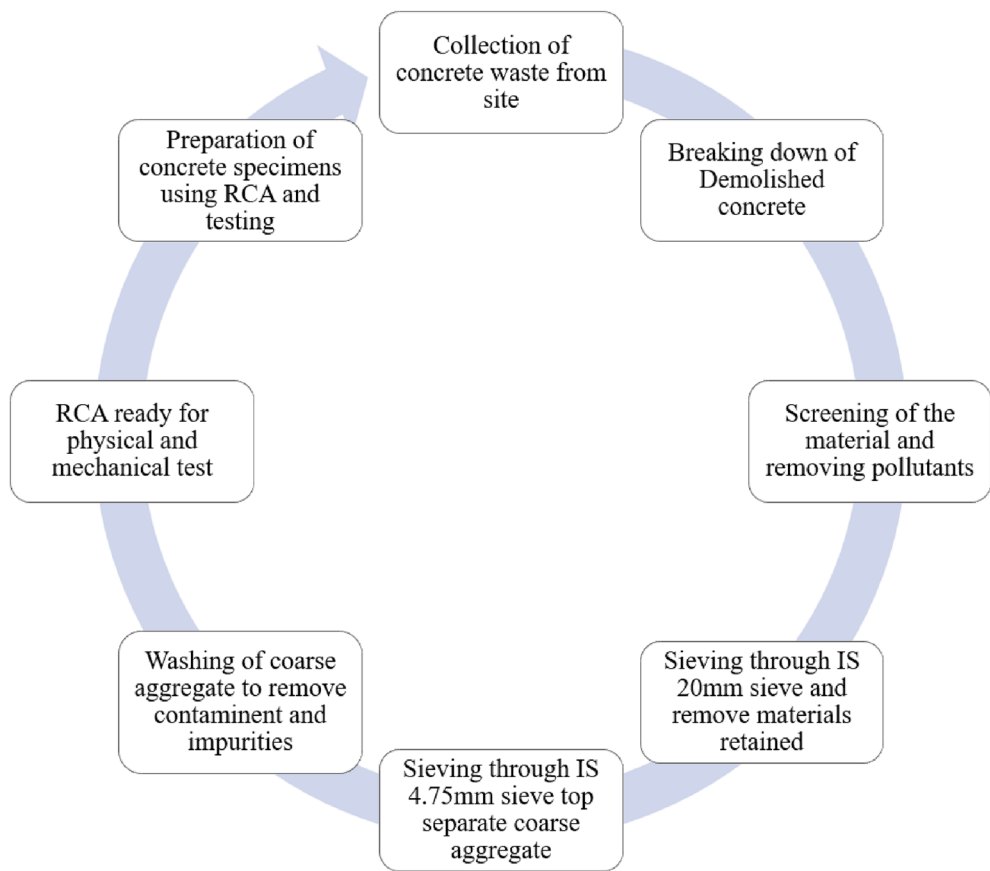 Collection of
concrete waste from
site
Breaking down of
Demolished
concrete
Screening of the
material and
removing pollutants
Sieving through IS
20mm sieve and
remove materials
retained
Sieving through IS
4.75mm sieve top
separate coarse
aggregate
Washing of coarse
aggregate to remove
contaminent and
impurities
RCA ready for
physical and
mechanical test
Preparation of
concrete specimens
using RCA and
testing